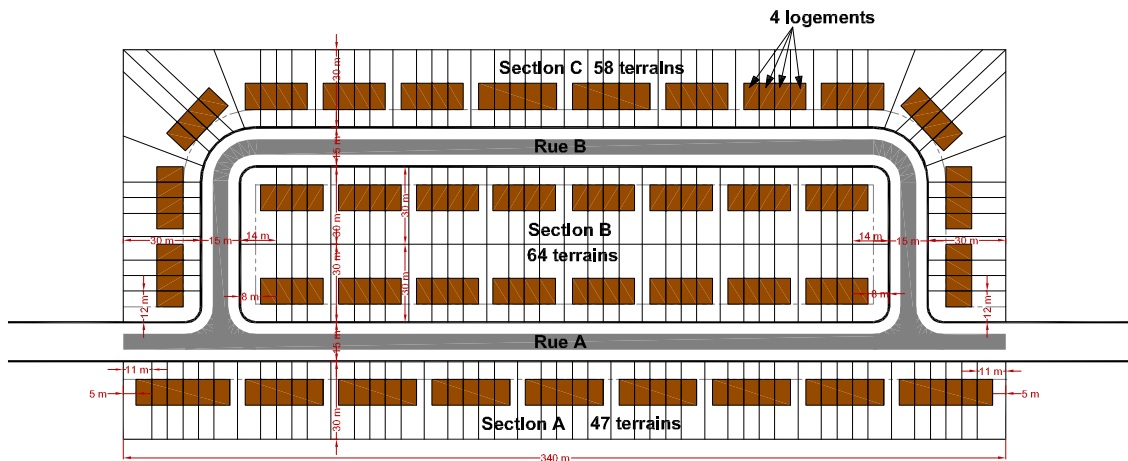 4 logements
Section C 58 terrains
30 m
Rue B
15 m
30 m
30 m
Section B
64 terrains
30 m
15 m
14 m
14 m
15 m
30 m
30 m
30 m
8 m
8 m
12 m
12 m
15 m
Rue A
11 m
11 m
5 m
5 m
30 m
Section A 47 terrains
340 m